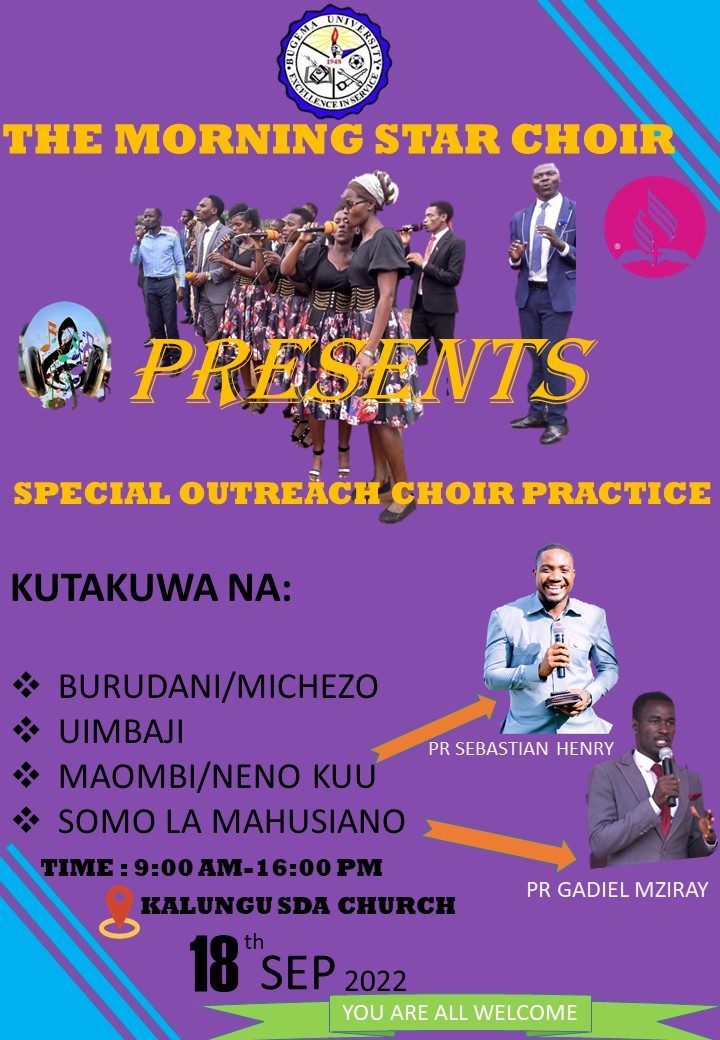 BUGEMA UNIVERSITY
1948
EXCELLENCE IN SERVICE
THE MORNING STAR CHOIR
®
PRESENTS
SPECIAL OUTREACH CHOIR PRACTICE
KUTAKUWA NA:
❖ BURUDANI/MICHEZO
❖ UIMBAJI
❖ MAOMBI/NENO KUU
❖ SOMO LA MAHUSIANO
PR SEBASTIAN HENRY
PR GADIEL MZIRAY
TIME : 9:00 AM-16:00 PM
KALUNGU SDA CHURCH
18th SEP 2022
YOU ARE ALL WELCOME